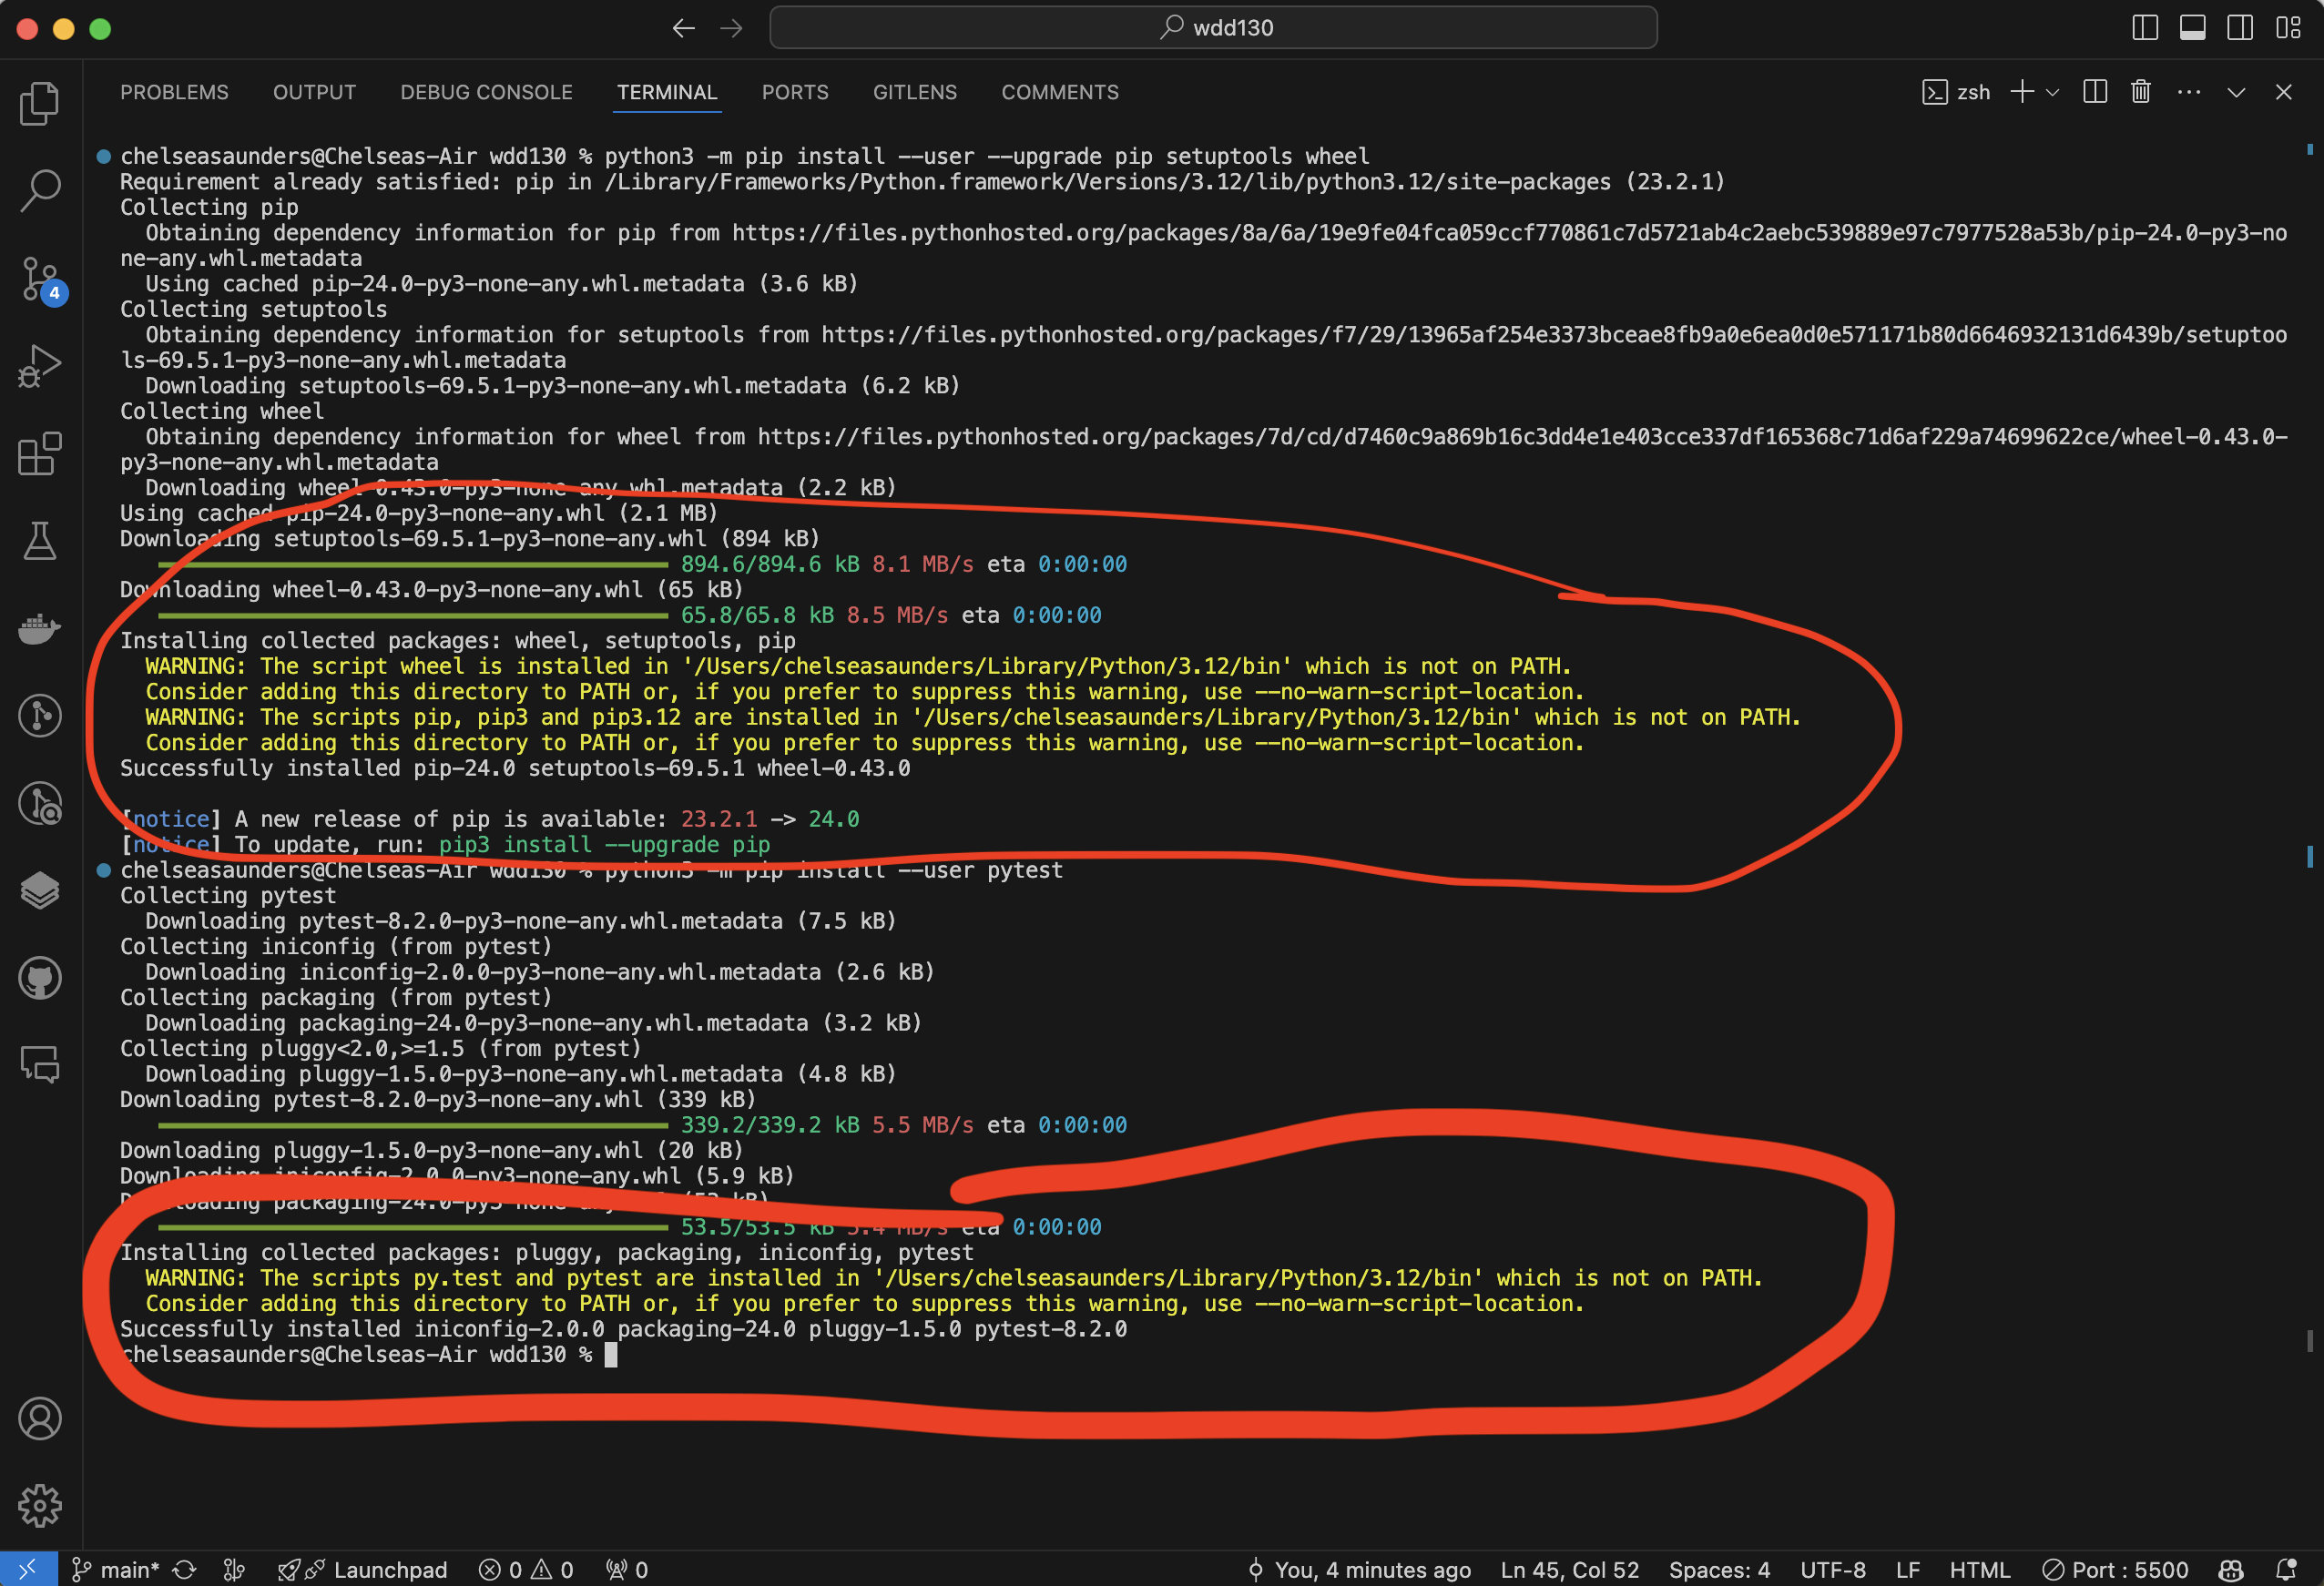 wdd130
PROBLEMS OUTPUT DEBUG CONSOLE TERMINAL PORTS GITLENS COMMENTS
zsh
chelseasaunders@Chelseas-Air wdd130 % python3 -m pip install --user --upgrade pip setuptools wheel
Requirement already satisfied: pip in /Library/Frameworks/Python.framework/Versions/3.12/lib/python3.12/site-packages (23.2.1)
Collecting pip
Obtaining dependency information for pip from https://files.pythonhosted.org/packages/8a/6a/19e9fe04fca059ccf770861c7d5721ab4c2aebc539889e97c7977528a53b/pip-24.0-py3-no
ne-any.whl.metadata
Using cached pip-24.0-py3-none-any.whl.metadata (3.6 kB)
Collecting setuptools
Obtaining dependency information for setuptools from https://files.pythonhosted.org/packages/f7/29/13965af254e3373bceae8fb9a0e6ea0d0e571171b80d6646932131d6439b/setuptoo
ls-69.5.1-py3-none-any.whl.metadata
Downloading setuptools-69.5.1-py3-none-any.whl.metadata (6.2 kB)
Collecting wheel
Obtaining dependency information for wheel from https://files.pythonhosted.org/packages/7d/cd/d7460c9a869b16c3dd4e1e403cce337df165368c71d6af229a74699622ce/wheel-0.43.0-
py3-none-any.whl.metadata
Downloading wheel-0.43.0-py3-none-any.whl.metadata (2.2 kB)
Using cached pip-24.0-py3-none-any.whl (2.1 MB)
Downloading setuptools-69.5.1-py3-none-any.whl (894 kB)
894.6/894.6 kB 8.1 MB/s eta 0:00:00
Downloading wheel-0.43.0-py3-none-any.whl (65 kB)
65.8/65.8 kB 8.5 MB/s eta 0:00:00
Installing collected packages: wheel, setuptools, pip
WARNING: The script wheel is installed in '/Users/chelseasaunders/Library/Python/3.12/bin' which is not on PATH.
Consider adding this directory to PATH or, if you prefer to suppress this warning, use --no-warn-script-location.
WARNING: The scripts pip, pip3 and pip3.12 are installed in '/Users/chelseasaunders/Library/Python/3.12/bin' which is not on PATH.
Consider adding this directory to PATH or, if you prefer to suppress this warning, use --no-warn-script-location.
Successfully installed pip-24.0 setuptools-69.5.1 wheel-0.43.0
[notice] A new release of pip is available: 23.2.1 -> 24.0
[notice] To update, run: pip3 install --upgrade pip
chelseasaunders@Chelseas-Air wdd130 % python3 -m pip install --user pytest
Collecting pytest
Downloading pytest-8.2.0-py3-none-any.whl.metadata (7.5 kB)
Collecting iniconfig (from pytest)
Downloading iniconfig-2.0.0-py3-none-any.whl.metadata (2.6 kB)
Collecting packaging (from pytest)
Downloading packaging-24.0-py3-none-any.whl.metadata (3.2 kB)
Collecting pluggy<2.0,>=1.5 (from pytest)
Downloading pluggy-1.5.0-py3-none-any.whl.metadata (4.8 kB)
Downloading pytest-8.2.0-py3-none-any.whl (339 kB)
339.2/339.2 kB 5.5 MB/s eta 0:00:00
Downloading pluggy-1.5.0-py3-none-any.whl (20 kB)
Downloading iniconfig-2.0.0-py3-none-any.whl (5.9 kB)
Downloading packaging-24.0-py3-none-any.whl (53 kB)
53.5/53.5 kB 5.4 MB/s eta 0:00:00
Installing collected packages: pluggy, packaging, iniconfig, pytest
WARNING: The scripts py.test and pytest are installed in '/Users/chelseasaunders/Library/Python/3.12/bin' which is not on PATH.
Consider adding this directory to PATH or, if you prefer to suppress this warning, use --no-warn-script-location.
Successfully installed iniconfig-2.0.0 packaging-24.0 pluggy-1.5.0 pytest-8.2.0
chelseasaunders@Chelseas-Air wdd130 %
4
main* Launchpad 0 0 0 You, 4 minutes ago Ln 45, Col 52 Spaces: 4 UTF-8 LF HTML Port : 5500